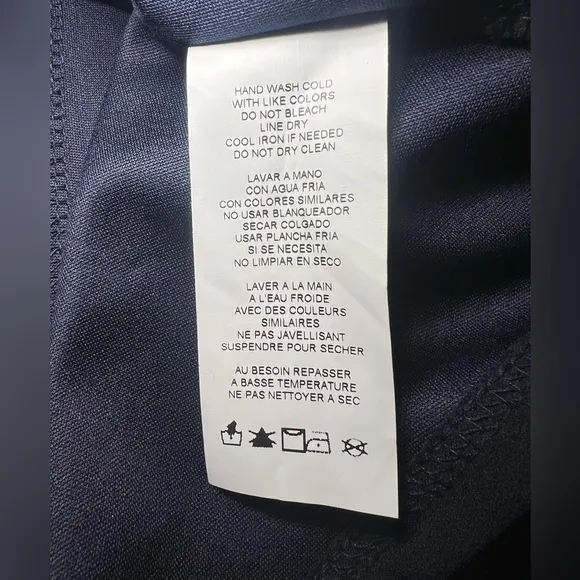 HAND WASH COLD
WITH LIKE COLORS
DO NOT BLEACH
LINE DRY
COOL IRON IF NEEDED
DO NOT DRY CLEAN
LAVAR A MANO
CON AGUA FRIA
CON COLORES SIMILARES
NO USAR BLANQUEADOR
SECAR COLGADO
USAR PLANCHA FRIA
SI SE NECESITA
NO LIMPIAR EN SECO
LAVER A LA MAIN
A L'EAU FROIDE
AVEC DES COULEURS
SIMILAIRES
NE PAS JAVELLISANT
SUSPENDRE POUR SECHER
AU BESOIN REPASSER
A BASSE TEMPERATURE
NE PAS NETTOYER A SEC